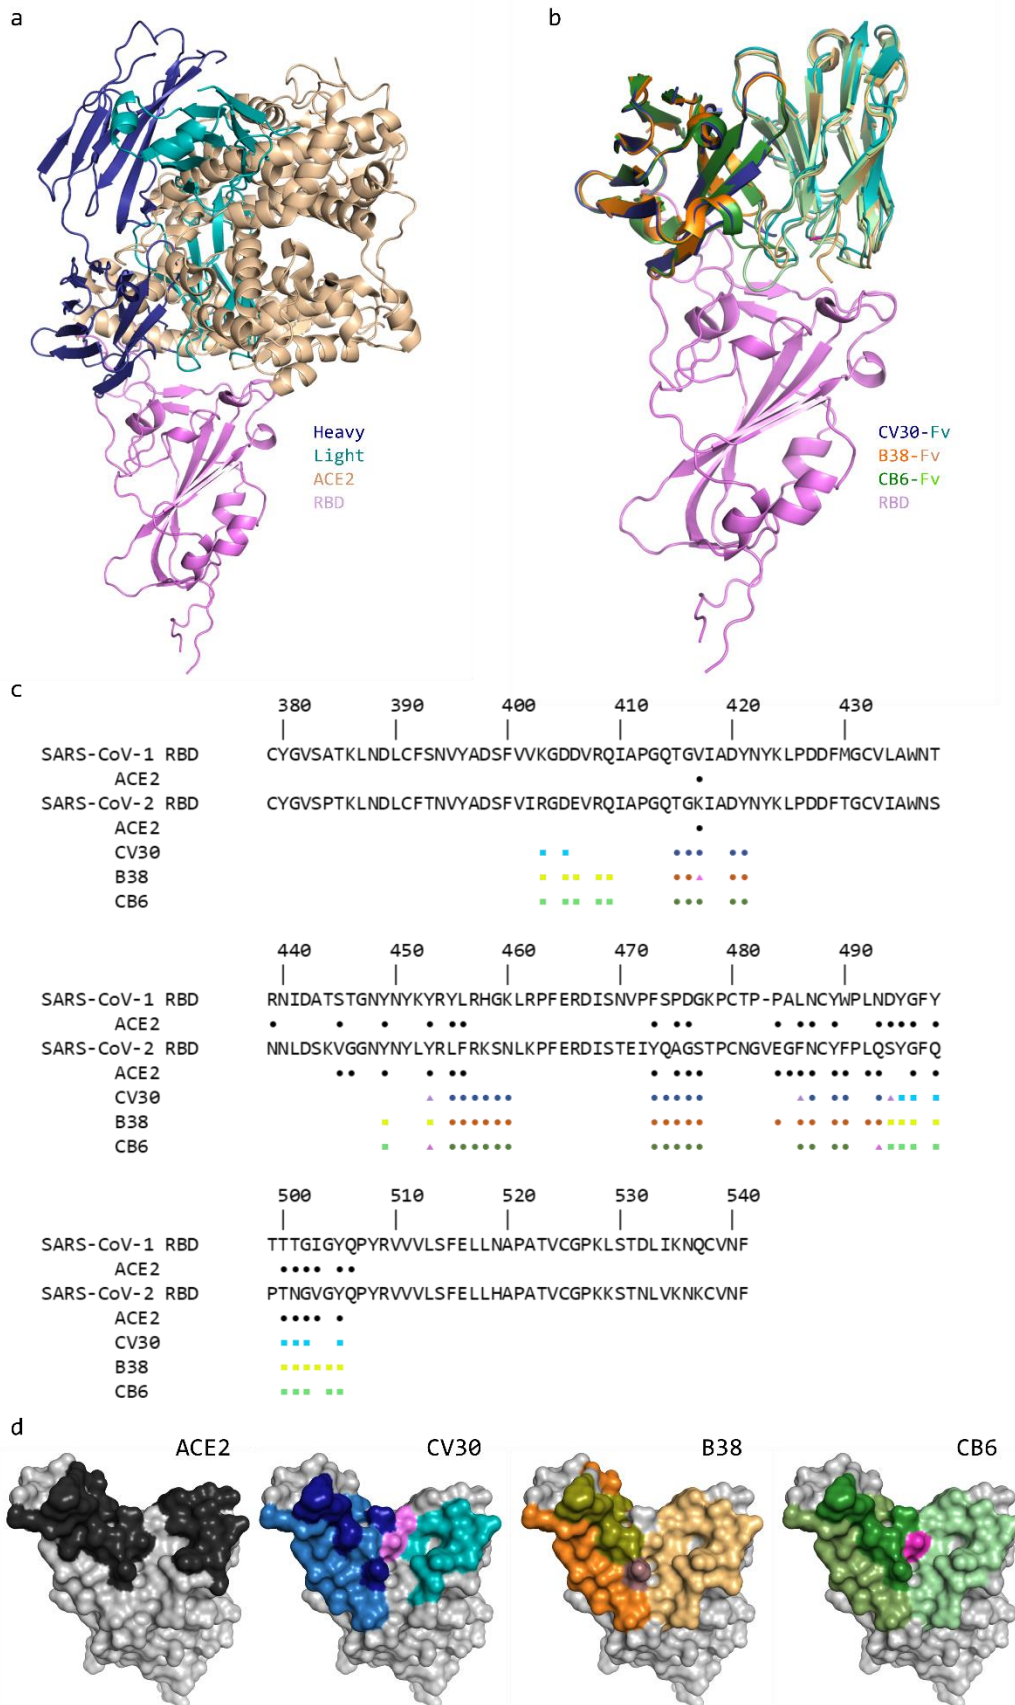 a
b
Heavy
Light
ACE2
RBD
CV30-Fv
B38-Fv
CB6-Fv
RBD
c
380 390 400 410 420 430
SARS-CoV-1 RBD CYGVSATKLNDLCFSNVYADSFVVKGDDVRQIAPGQTGVIADYNYKLPDDFMGCVLAWNT
ACE2
SARS-CoV-2 RBD CYGVSPTKLNDLCFTNVYADSFVIRGDEVRQIAPGQTGKIADYNYKLPDDFTGCVIAWNS
ACE2
CV30
B38
CB6
440 450 460 470 480 490
SARS-CoV-1 RBD RNIDATSTGNYNYKYRYLRHGKLRPFERDISNVPFSPDGKPCTP-PALNCYWPLNDYGFY
ACE2
SARS-CoV-2 RBD NNLDSKVGGNYNYLYRLFRKSNLKPFERDISTEIYQAGSTPCNGVEGFNCYFPLQSYGFQ
ACE2
CV30
B38
CB6
500 510 520 530 540
SARS-CoV-1 RBD TTTGIGYQPYRVVVLSFELLNAPATVCGPKLSTDLIKNQCVNF
ACE2
SARS-CoV-2 RBD PTNGVGYQPYRVVVLSFELLHAPATVCGPKKSTNLVKNKCVNF
ACE2
CV30
B38
CB6
d
ACE2 CV30 B38 CB6